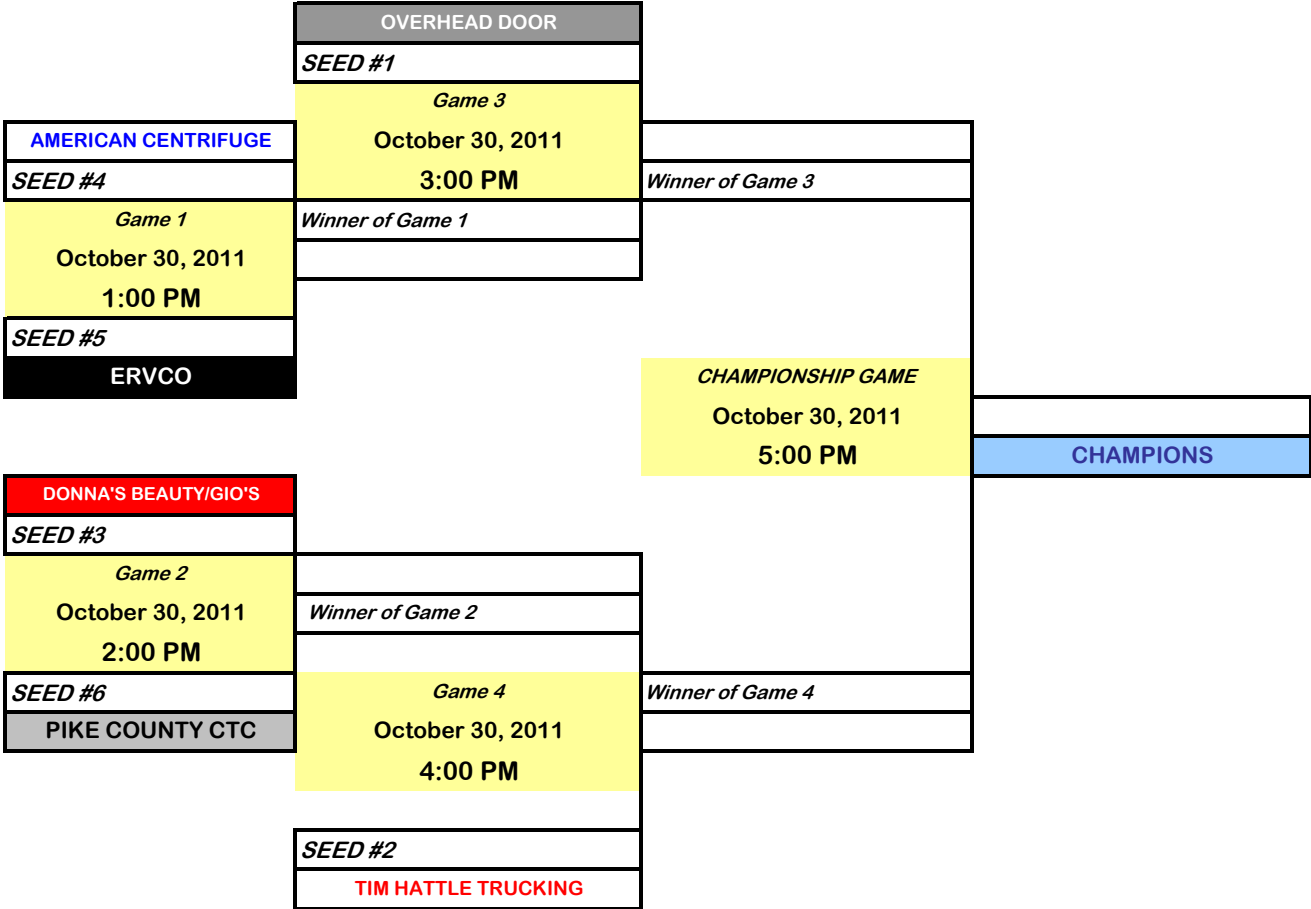 OVERHEAD DOOR
SEED #1
Game 3
October 30, 2011
3:00 PM
AMERICAN CENTRIFUGE
SEED #4
Game 1
October 30, 2011
1:00 PM
SEED #5
ERVCO
Winner of Game 1
Winner of Game 3
CHAMPIONSHIP GAME
October 30, 2011
5:00 PM
CHAMPIONS
DONNA'S BEAUTY/GIO'S
SEED #3
Game 2
October 30, 2011
2:00 PM
SEED #6
PIKE COUNTY CTC
Winner of Game 2
Game 4
October 30, 2011
4:00 PM
Winner of Game 4
SEED #2
TIM HATTLE TRUCKING